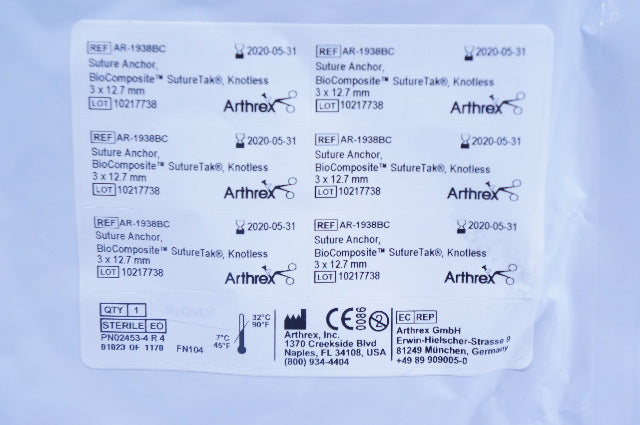 REF AR-1938BC 2020-05-31
Suture Anchor,
BioComposite™ SutureTak®, Knotless
3 x 12.7 mm
LOT 10217738 Arthrex
REF AR-1938BC 2020-05-31
Suture Anchor,
BioComposite™ SutureTak®, Knotless
3 x 12.7 mm
LOT 10217738 Arthrex
REF AR-1938BC 2020-05-31
Suture Anchor,
BioComposite™ SutureTak®, Knotless
3 x 12.7 mm
LOT 10217738 Arthrex
REF AR-1938BC 2020-05-31
Suture Anchor,
BioComposite™ SutureTak®, Knotless
3 x 12.7 mm
LOT 10217738 Arthrex
REF AR-1938BC 2020-05-31
Suture Anchor,
BioComposite™ SutureTak®, Knotless
3 x 12.7 mm
LOT 10217738 Arthrex
REF AR-1938BC 2020-05-31
Suture Anchor,
BioComposite™ SutureTak®, Knotless
3 x 12.7 mm
LOT 10217738 Arthrex
QTY 1
STERILE EO
PN02453-4 R 4
01023 OF 1170 FN104
32°C
90°F
7°C
45°F
CE 0086 2
Arthrex, Inc.
1370 Creekside Blvd
Naples, FL 34108, USA
(800) 934-4404
EC REP
Arthrex GmbH
Erwin-Hielscher-Strasse 9
81249 München, Germany
+49 89 909005-0